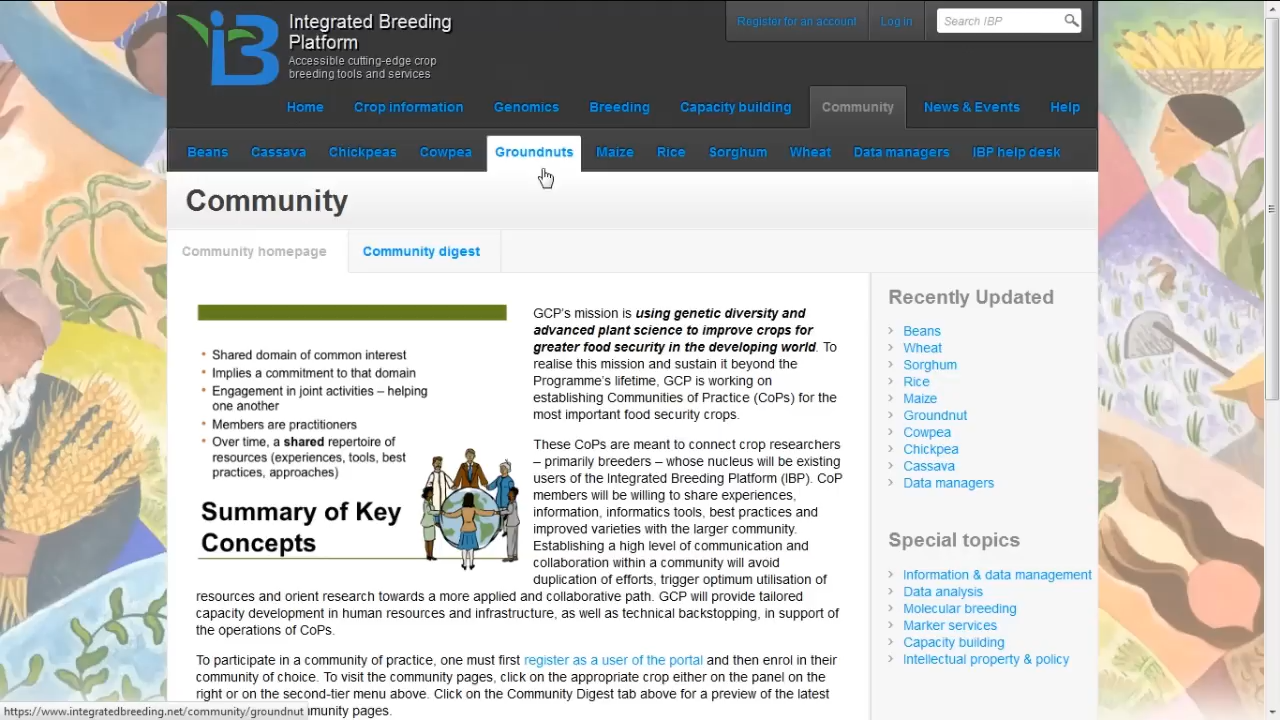 Integrated Breeding
Platform
Accessible cutting-edge crop
breeding tools and services
Register for an account
Log in
Search IBP
Home
Crop information
Genomics
Breeding
Capacity building
Community
News & Events
Help
Beans
Cassava
Chickpeas
Cowpea
Groundnuts
Maize
Rice
Sorghum
Wheat
Data managers
IBP help desk
Community
Community homepage
Community digest
• Shared domain of common interest
• Implies a commitment to that domain
• Engagement in joint activities – helping
one another
• Members are practitioners
• Over time, a shared repertoire of
resources (experiences, tools, best
practices, approaches)
Summary of Key
Concepts
GCP's mission is using genetic diversity and
advanced plant science to improve crops for
greater food security in the developing world. To
realise this mission and sustain it beyond the
Programme's lifetime, GCP is working on
establishing Communities of Practice (CoPs) for the
most important food security crops.
These CoPs are meant to connect crop researchers
– primarily breeders – whose nucleus will be existing
users of the Integrated Breeding Platform (IBP). CoP
members will be willing to share experiences,
information, informatics tools, best practices and
improved varieties with the larger community.
Establishing a high level of communication and
collaboration within a community will avoid
duplication of efforts, trigger optimum utilisation of
resources and orient research towards a more applied and collaborative path. GCP will provide tailored
capacity development in human resources and infrastructure, as well as technical backstopping, in support of
the operations of CoPs.
To participate in a community of practice, one must first register as a user of the portal and then enrol in their
community of choice. To visit the community pages, click on the appropriate crop either on the panel on the
right or on the second-tier menu above. Click on the Community Digest tab above for a preview of the latest
munity pages.
Recently Updated
Beans
Wheat
Sorghum
Rice
Maize
Groundnut
Cowpea
Chickpea
Cassava
Data managers
Special topics
Information & data management
Data analysis
Molecular breeding
Marker services
Capacity building
Intellectual property & policy
https://www.integratedbreeding.net/community/groundnut